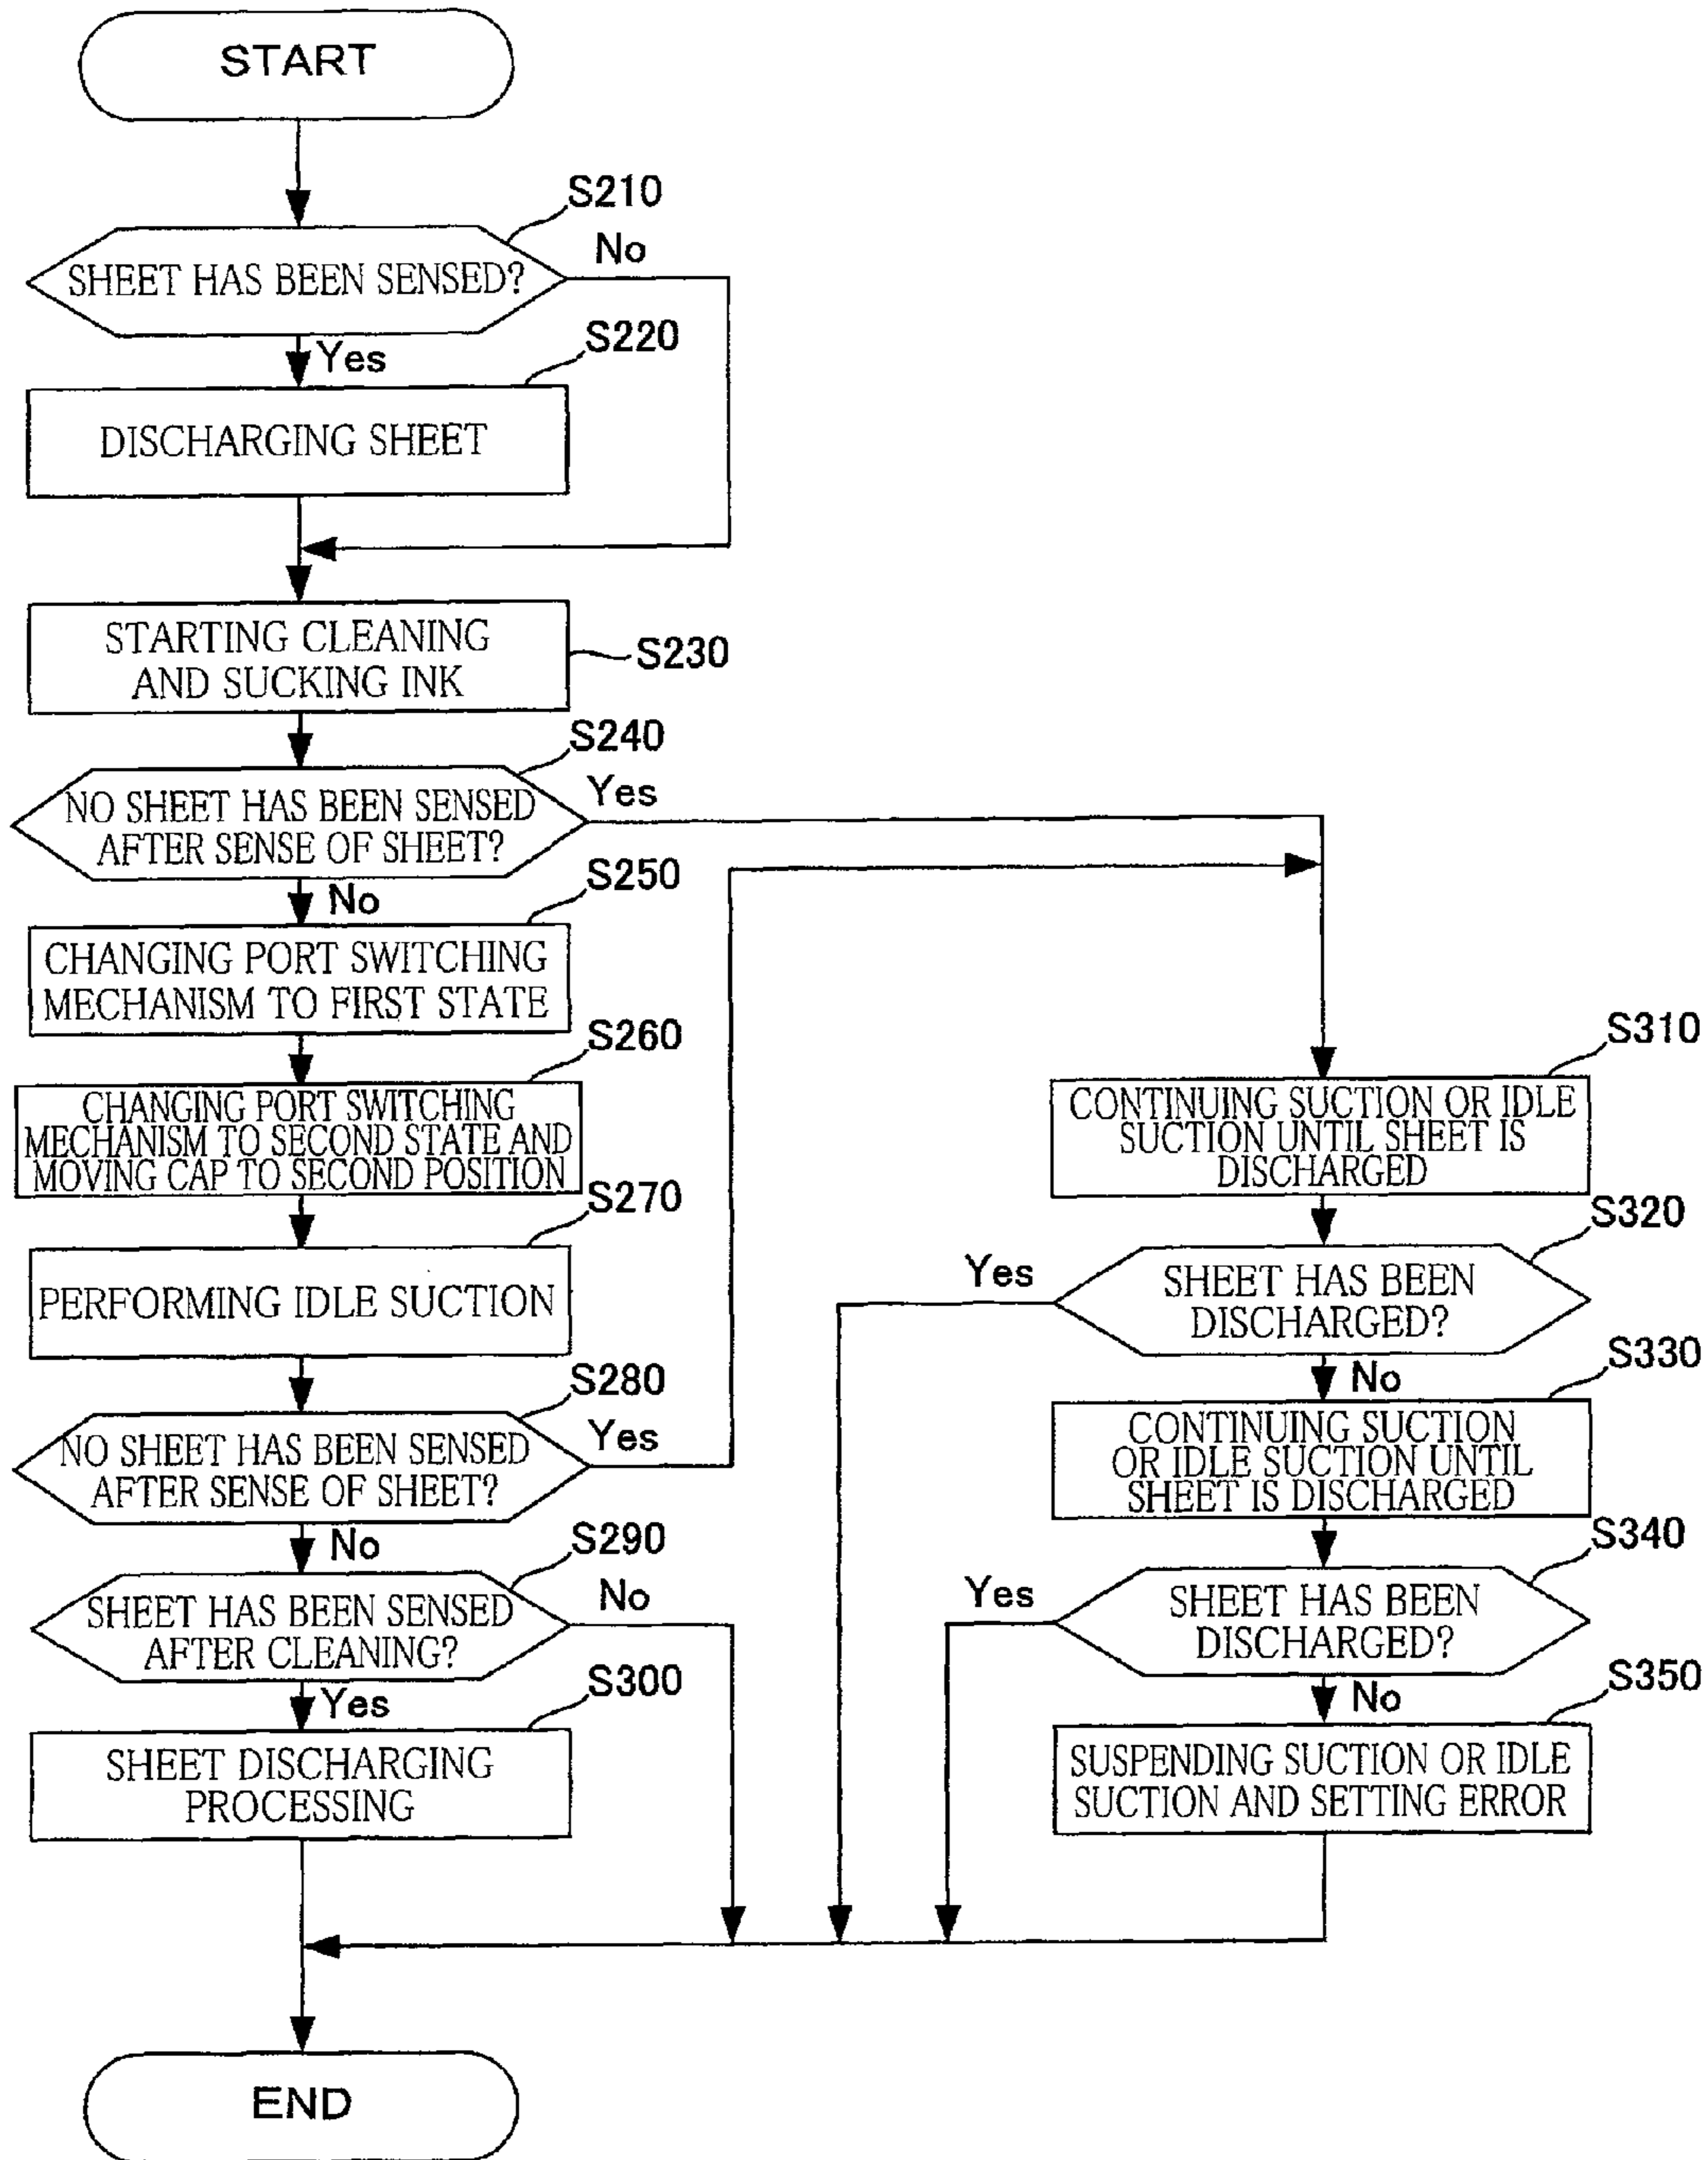 START
S210
SHEET HAS BEEN SENSED?
No
Yes
S220
DISCHARGING SHEET
STARTING CLEANING
AND SUCKING INK
S230
S240
NO SHEET HAS BEEN SENSED
AFTER SENSE OF SHEET?
Yes
No
S250
CHANGING PORT SWITCHING
MECHANISM TO FIRST STATE
S260
CHANGING PORT SWITCHING
MECHANISM TO SECOND STATE AND
MOVING CAP TO SECOND POSITION
S270
PERFORMING IDLE SUCTION
S280
NO SHEET HAS BEEN SENSED
AFTER SENSE OF SHEET?
Yes
No
S290
SHEET HAS BEEN SENSED
AFTER CLEANING?
No
Yes
S300
SHEET DISCHARGING
PROCESSING
S310
CONTINUING SUCTION OR IDLE
SUCTION UNTIL SHEET IS
DISCHARGED
S320
SHEET HAS BEEN
DISCHARGED?
Yes
No
S330
CONTINUING SUCTION
OR IDLE SUCTION UNTIL
SHEET IS DISCHARGED
S340
SHEET HAS BEEN
DISCHARGED?
Yes
No
S350
SUSPENDING SUCTION OR IDLE
SUCTION AND SETTING ERROR
END